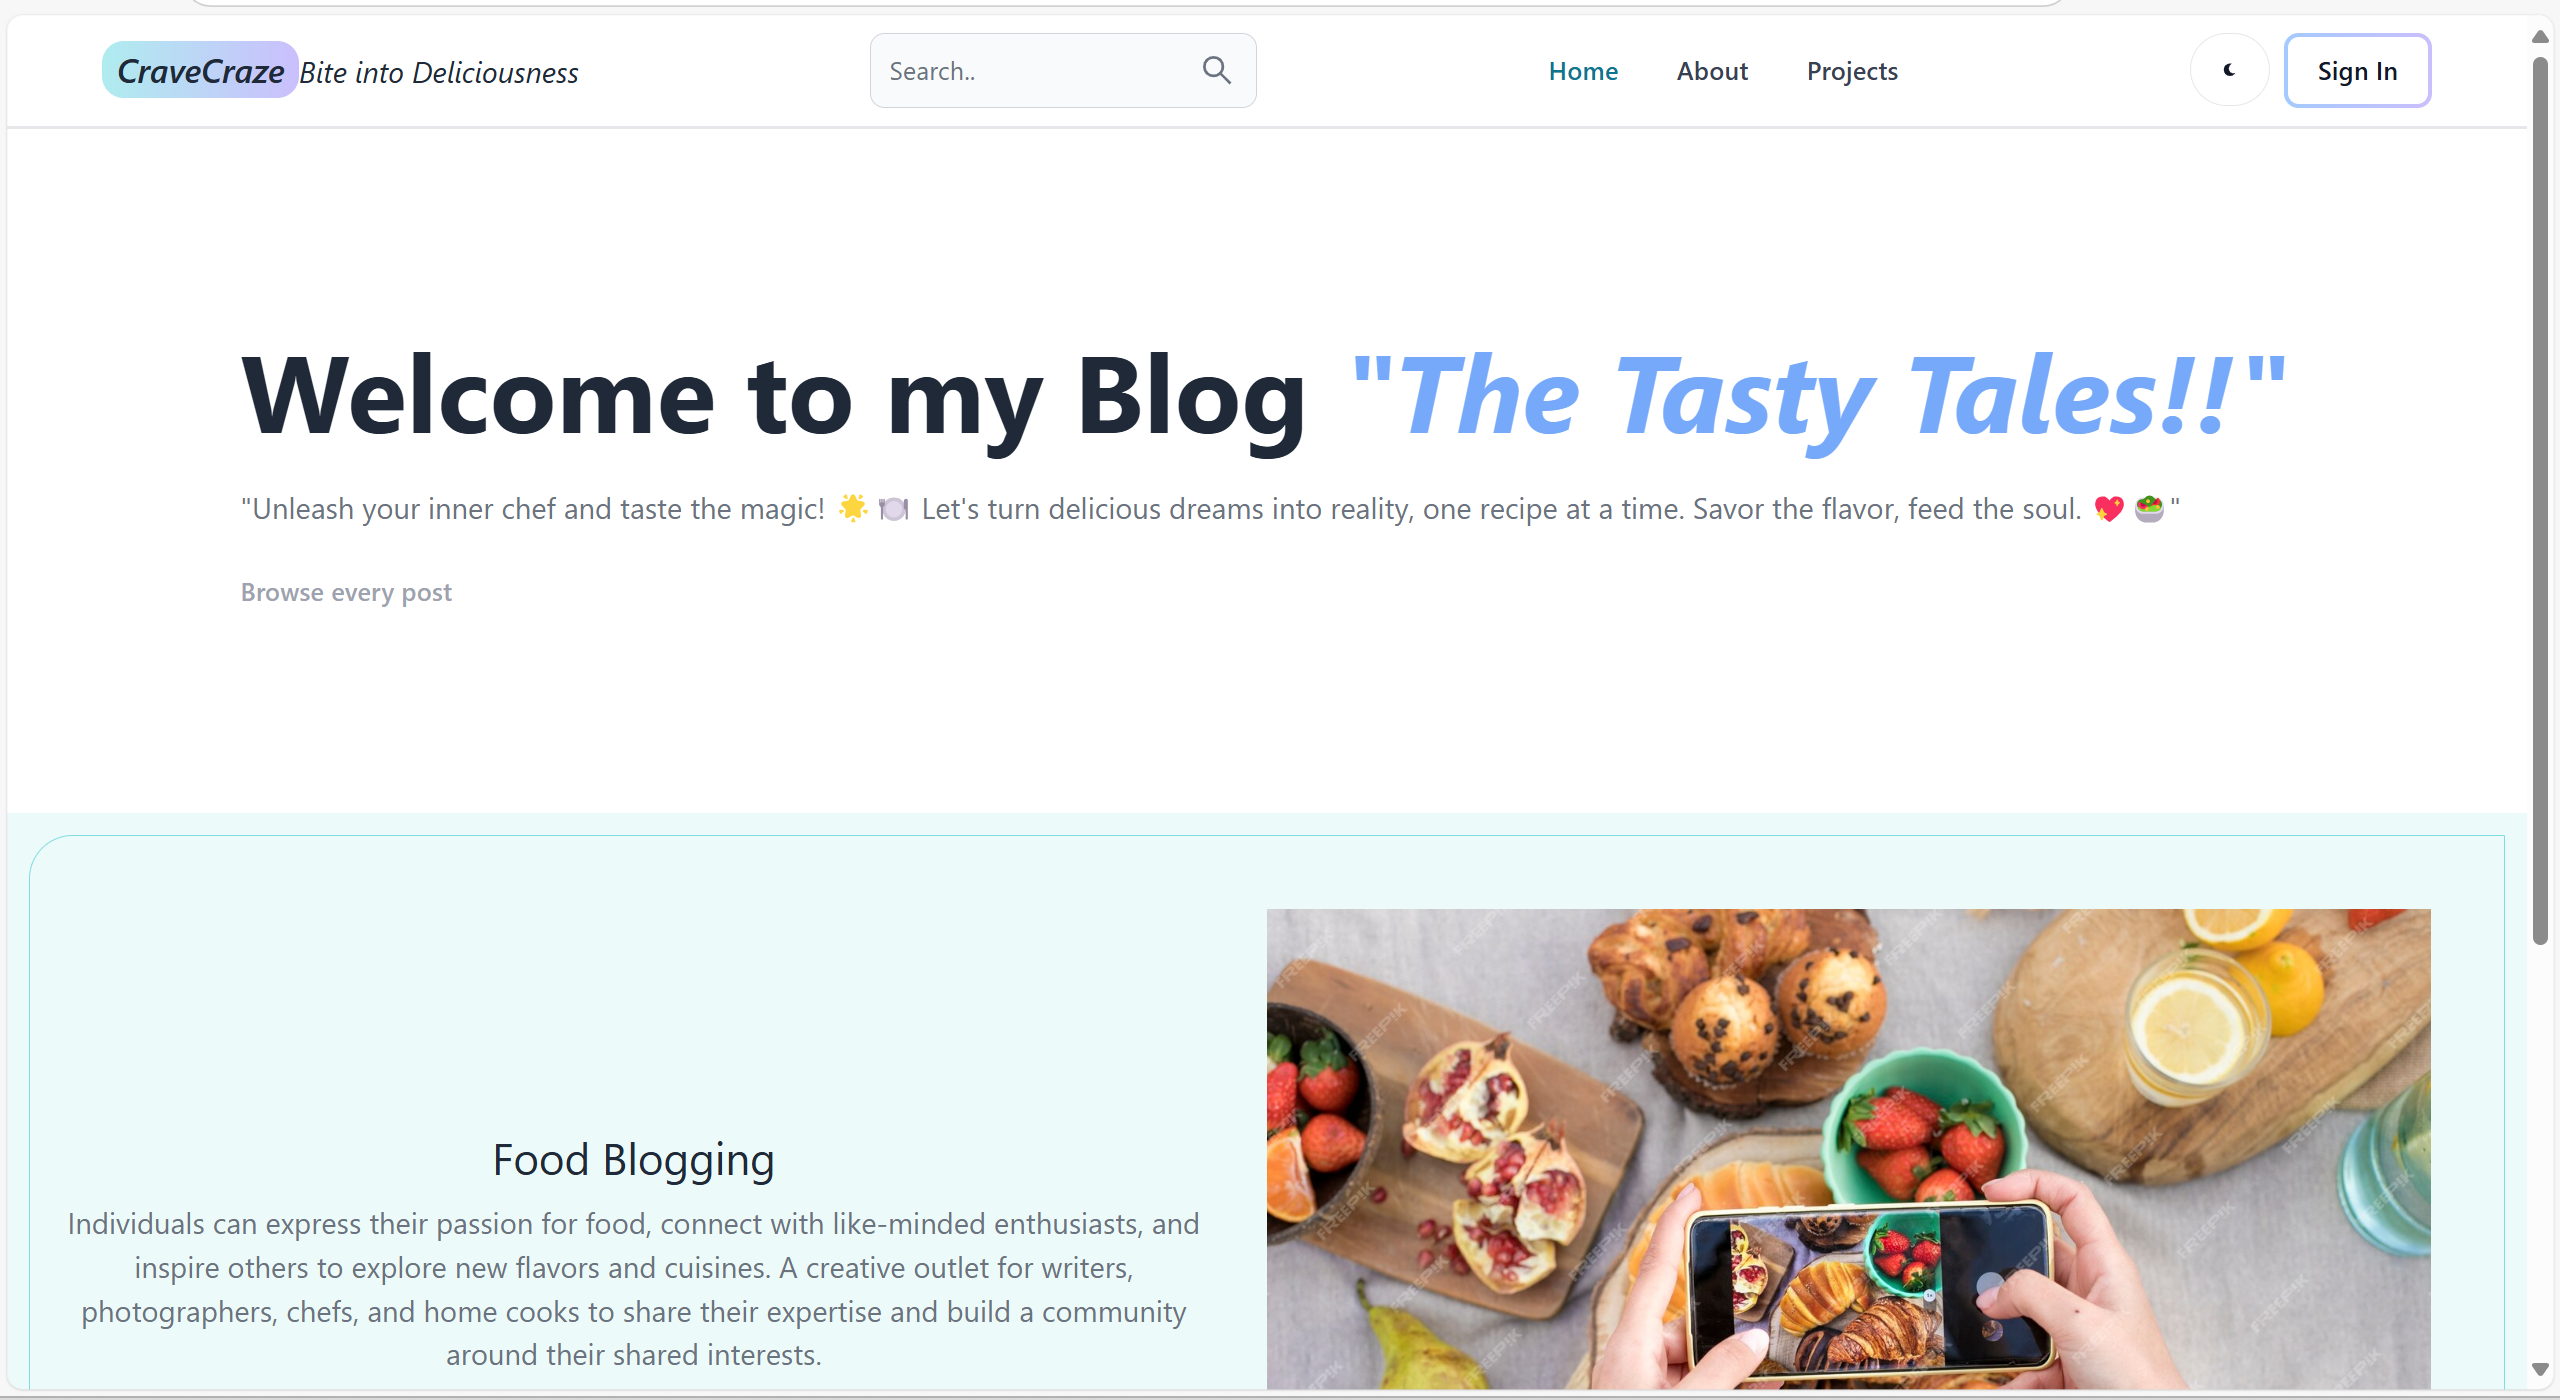 CraveCraze Bite into Deliciousness
Search..
Home About Projects
Sign In
Welcome to my Blog "The Tasty Tales!!"
"Unleash your inner chef and taste the magic! 🌟🍽️ Let's turn delicious dreams into reality, one recipe at a time. Savor the flavor, feed the soul. 💖🥗"
Browse every post
Food Blogging
Individuals can express their passion for food, connect with like-minded enthusiasts, and
inspire others to explore new flavors and cuisines. A creative outlet for writers,
photographers, chefs, and home cooks to share their expertise and build a community
around their shared interests.
FREEPIK